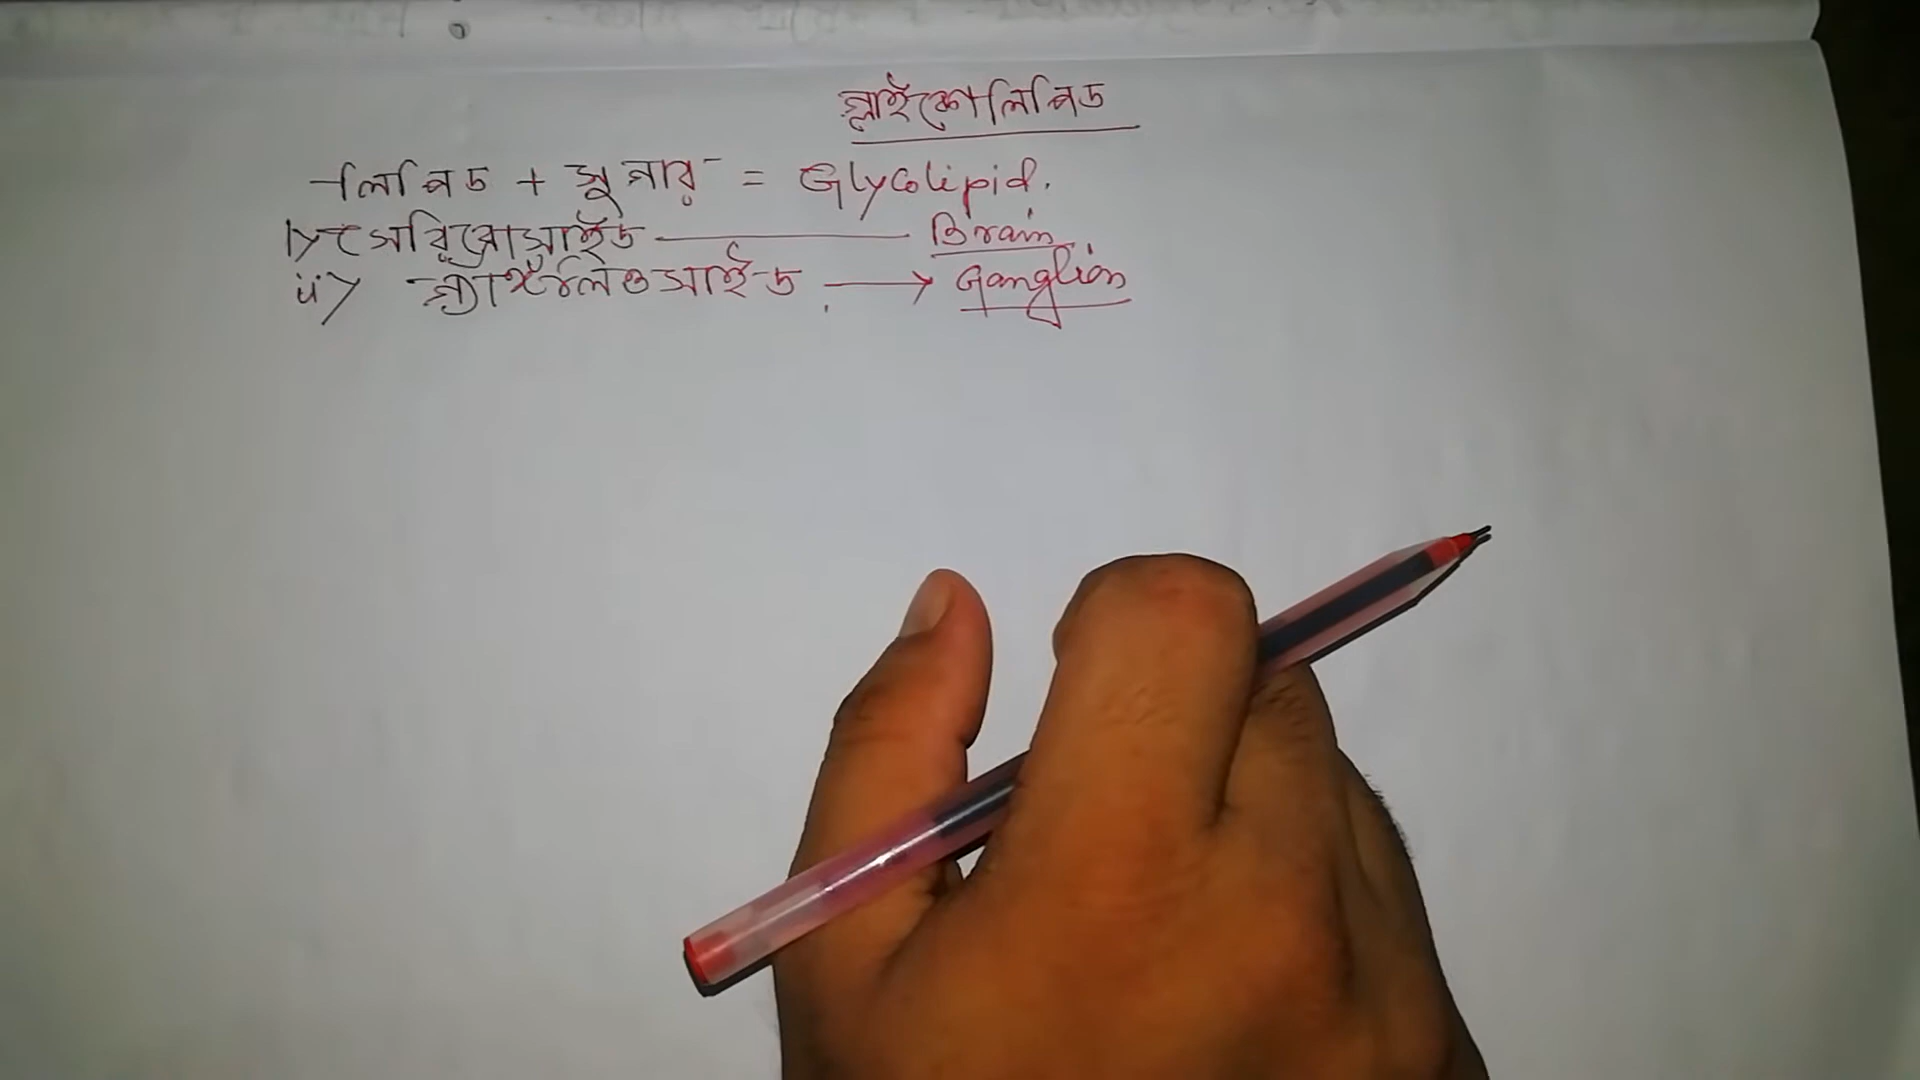 গ্লাইকোলিপিড
লিপিড + সুগার = Glycolipid.
i> সেরিব্রোসাইড — Brain
ii> গ্যাংলিওসাইড → Ganglion